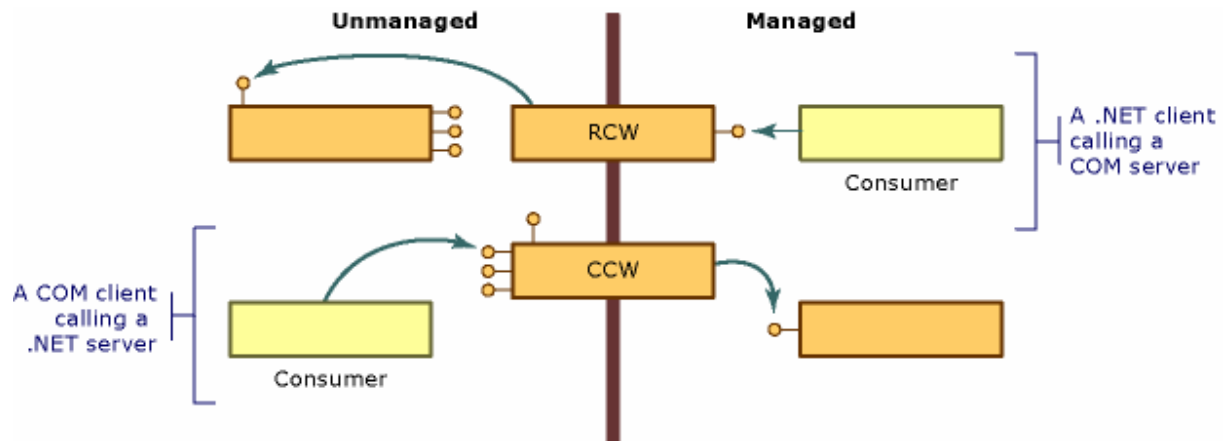 Unmanaged
Managed
RCW
Consumer
A .NET client
calling a
COM server
CCW
A COM client
calling a
.NET server
Consumer